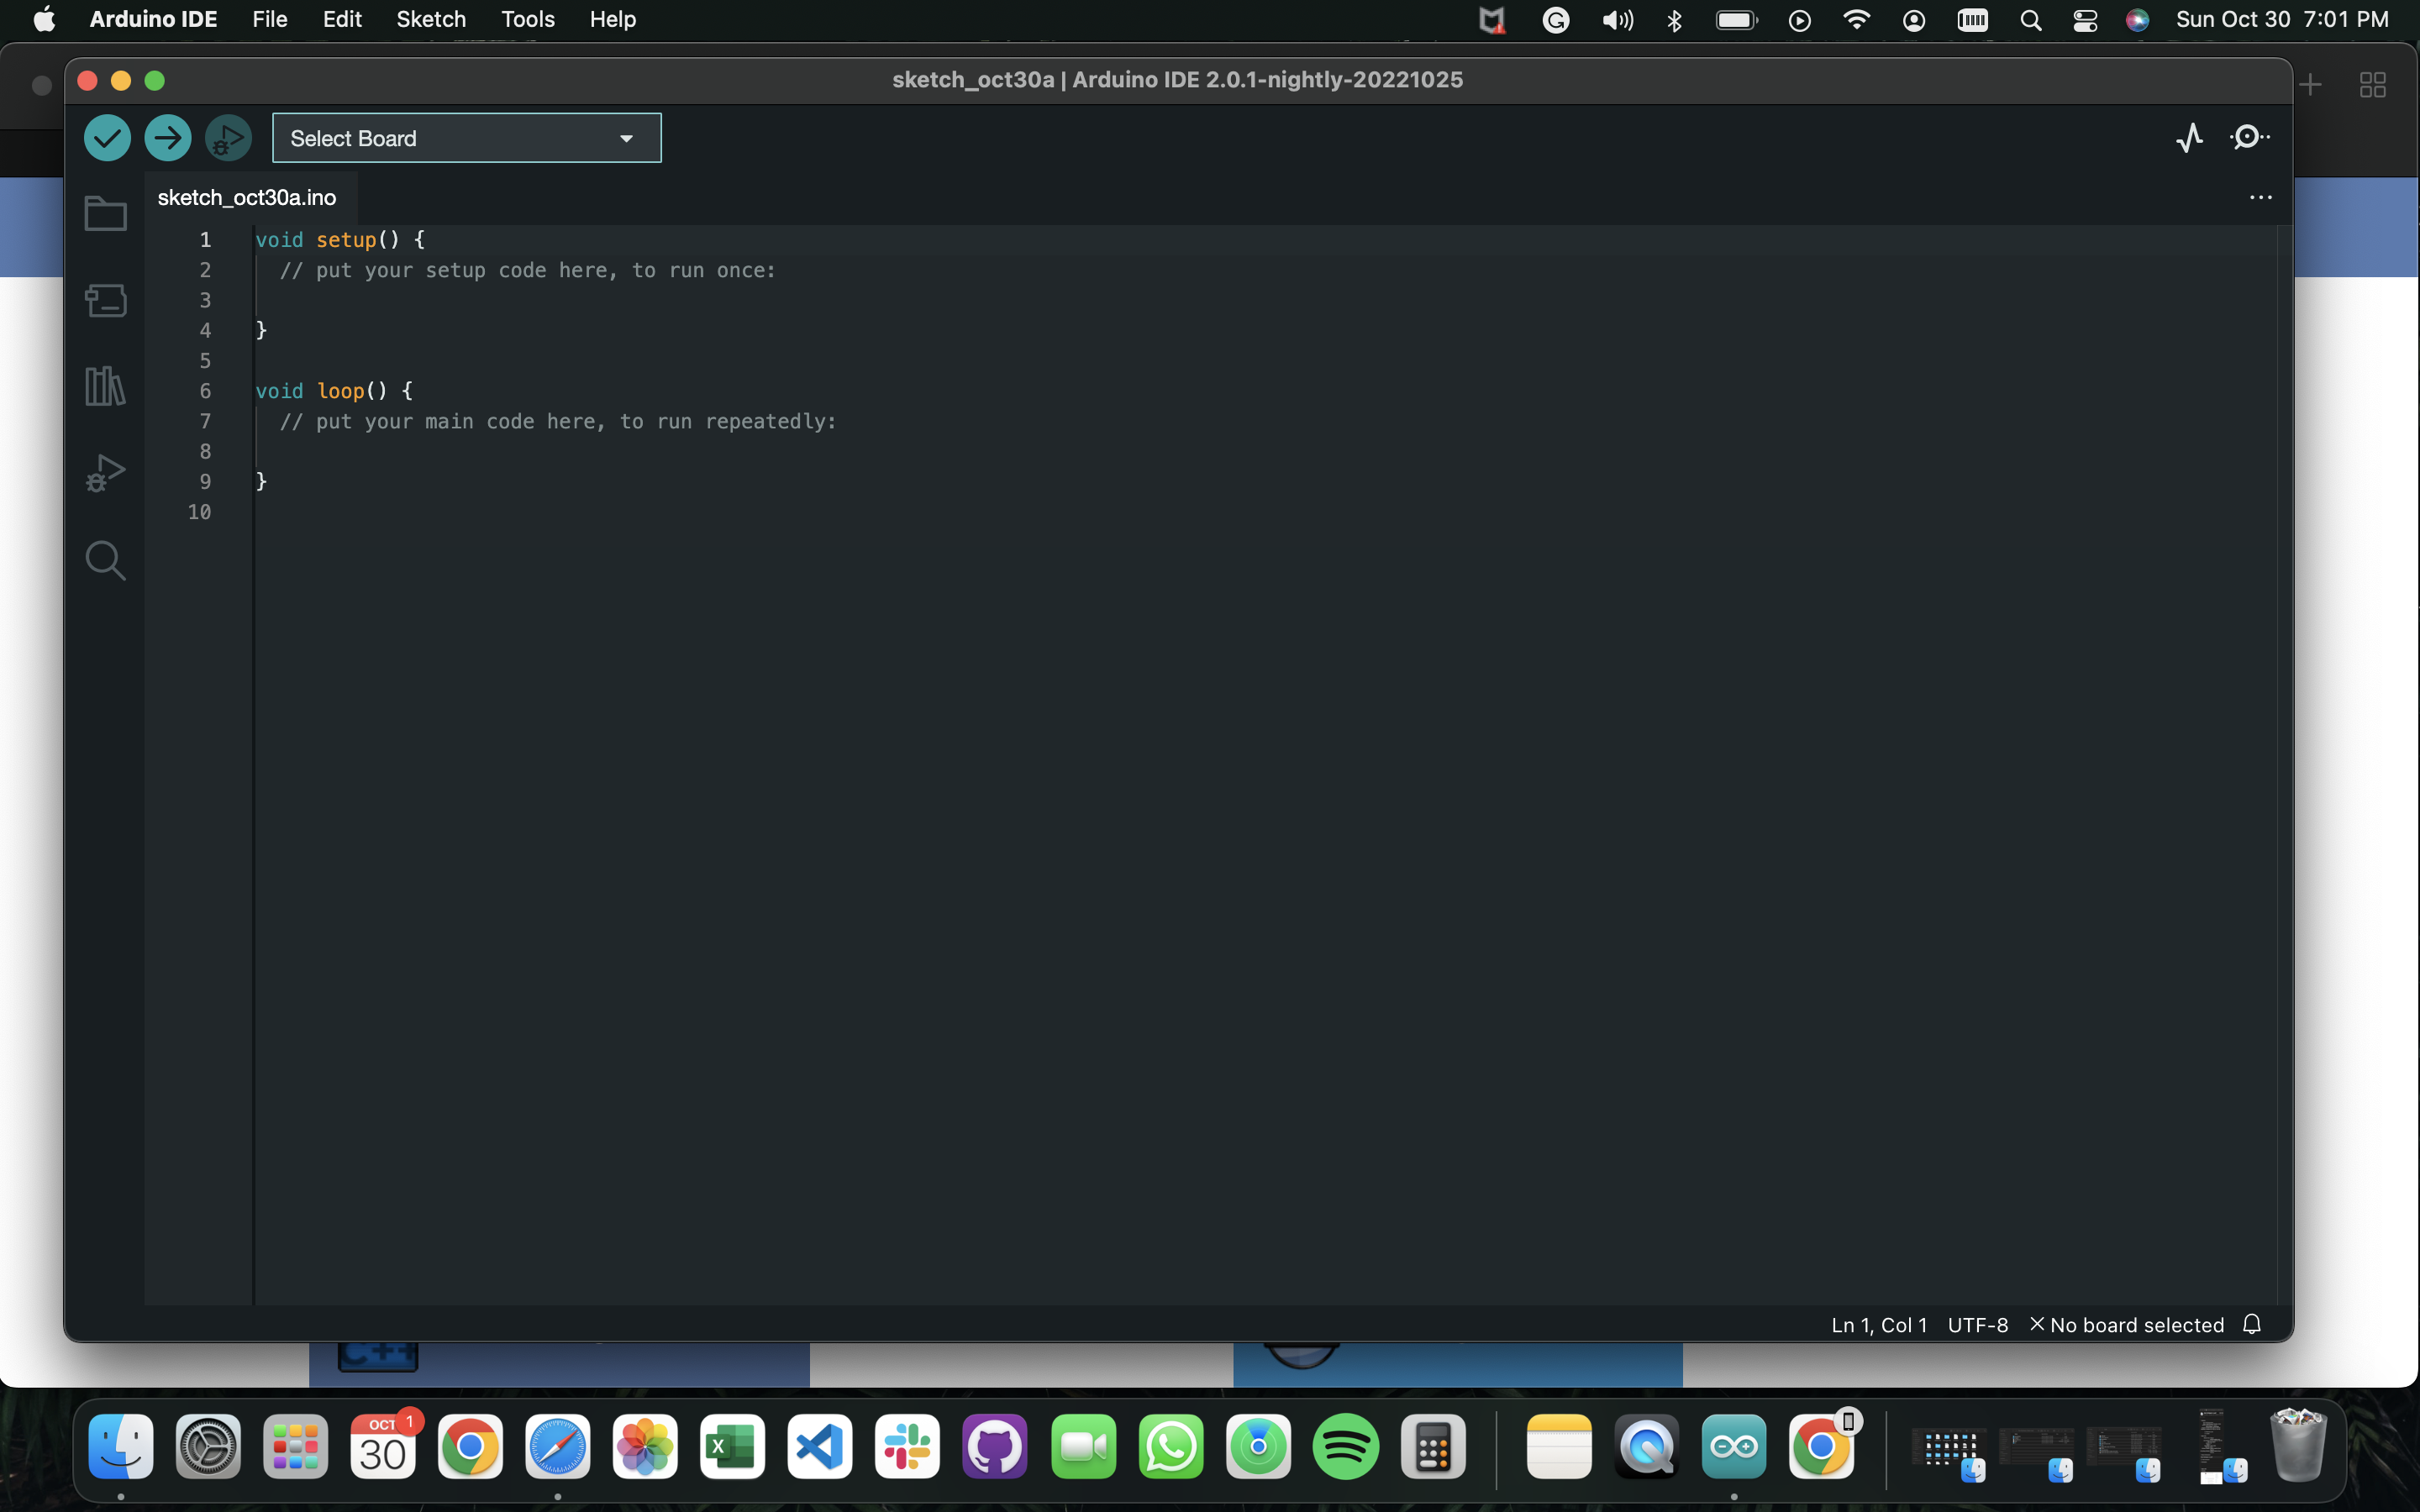 Arduino IDE File Edit Sketch Tools Help Sun Oct 30 7:01 PM
sketch_oct30a | Arduino IDE 2.0.1-nightly-20221025
Select Board
sketch_oct30a.ino
1 void setup() {
2 // put your setup code here, to run once:
3
4 }
5
6 void loop() {
7 // put your main code here, to run repeatedly:
8
9 }
10
Ln 1, Col 1 UTF-8 No board selected
C++
OCT 1
30
X